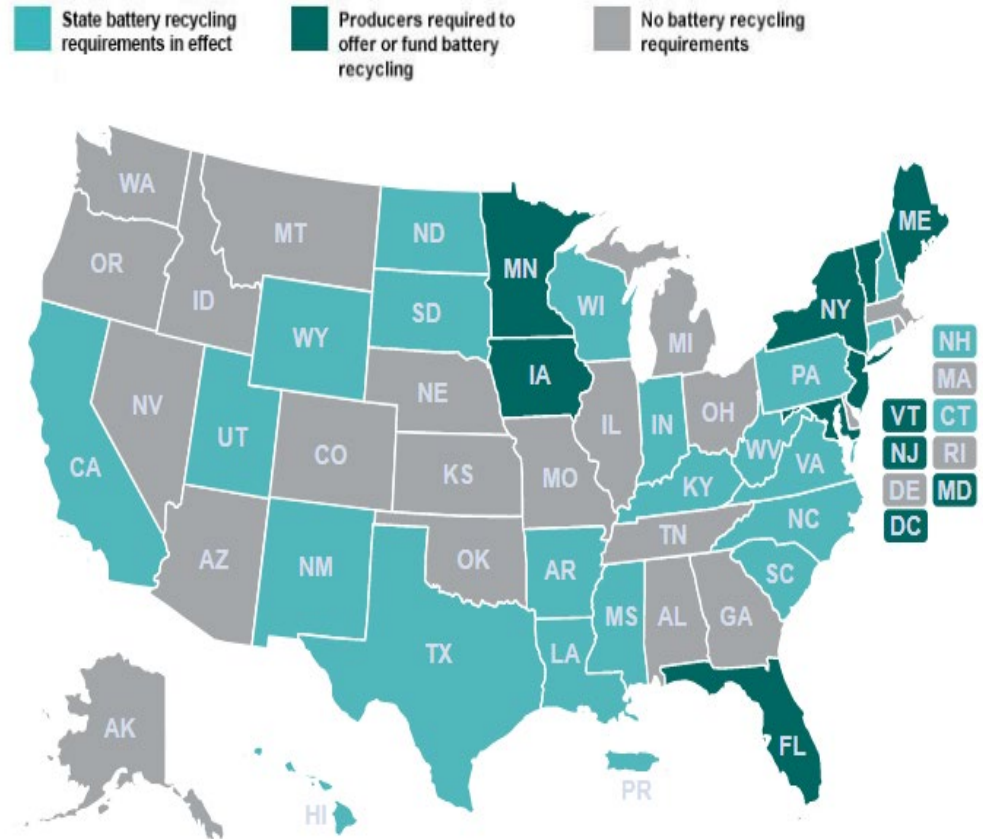 State battery recycling
requirements in effect
Producers required to
offer or fund battery
recycling
No battery recycling
requirements
WA
MT
ND
MN
ME
OR
ID
SD
WI
NY
WY
MI
NH
IA
PA
MA
NE
NV
IL
IN
OH
VT
CT
UT
CO
WV
VA
NJ
RI
CA
KS
MO
KY
DE
MD
NC
DC
TN
AZ
NM
OK
AR
SC
MS
AL
GA
TX
LA
AK
FL
PR
HI